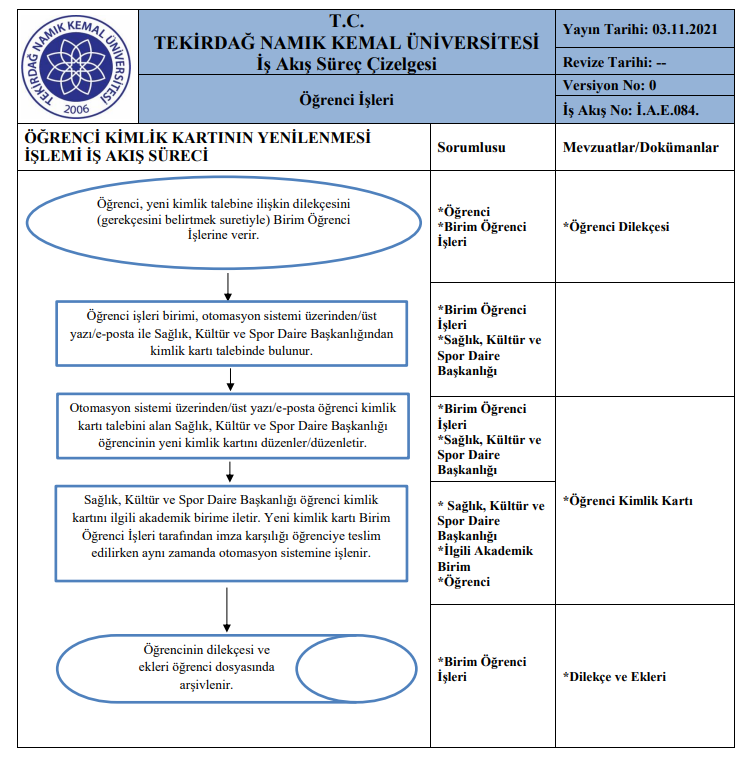 TEKİRDAĞ NAMIK KEMAL ÜNİVERSİTESİ
2006
T.C.
TEKİRDAĞ NAMIK KEMAL ÜNİVERSİTESİ
İş Akış Süreç Çizelgesi
Öğrenci İşleri
Yayın Tarihi: 03.11.2021
Revize Tarihi: --
Versiyon No: 0
İş Akış No: İ.A.E.084.
ÖĞRENCİ KİMLİK KARTININ YENİLENMESİ
İŞLEMİ İŞ AKIŞ SÜRECİ
Sorumlusu
Mevzuatlar/Dokümanlar
Öğrenci, yeni kimlik talebine ilişkin dilekçesini
(gerekçesini belirtmek suretiyle) Birim Öğrenci
İşlerine verir.
*Öğrenci
*Birim Öğrenci
İşleri
*Öğrenci Dilekçesi
Öğrenci işleri birimi, otomasyon sistemi üzerinden/üst
yazı/e-posta ile Sağlık, Kültür ve Spor Daire Başkanlığından
kimlik kartı talebinde bulunur.
*Birim Öğrenci
İşleri
*Sağlık, Kültür ve
Spor Daire
Başkanlığı
Otomasyon sistemi üzerinden/üst yazı/e-posta öğrenci kimlik
kartı talebini alan Sağlık, Kültür ve Spor Daire Başkanlığı
öğrencinin yeni kimlik kartını düzenler/düzenletir.
*Birim Öğrenci
İşleri
*Sağlık, Kültür ve
Spor Daire
Başkanlığı
Sağlık, Kültür ve Spor Daire Başkanlığı öğrenci kimlik
kartını ilgili akademik birime iletir. Yeni kimlik kartı Birim
Öğrenci İşleri tarafından imza karşılığı öğrenciye teslim
edilirken aynı zamanda otomasyon sistemine işlenir.
* Sağlık, Kültür ve
Spor Daire
Başkanlığı
*İlgili Akademik
Birim
*Öğrenci
*Öğrenci Kimlik Kartı
Öğrencinin dilekçesi ve
ekleri öğrenci dosyasında
arşivlenir.
*Birim Öğrenci
İşleri
*Dilekçe ve Ekleri